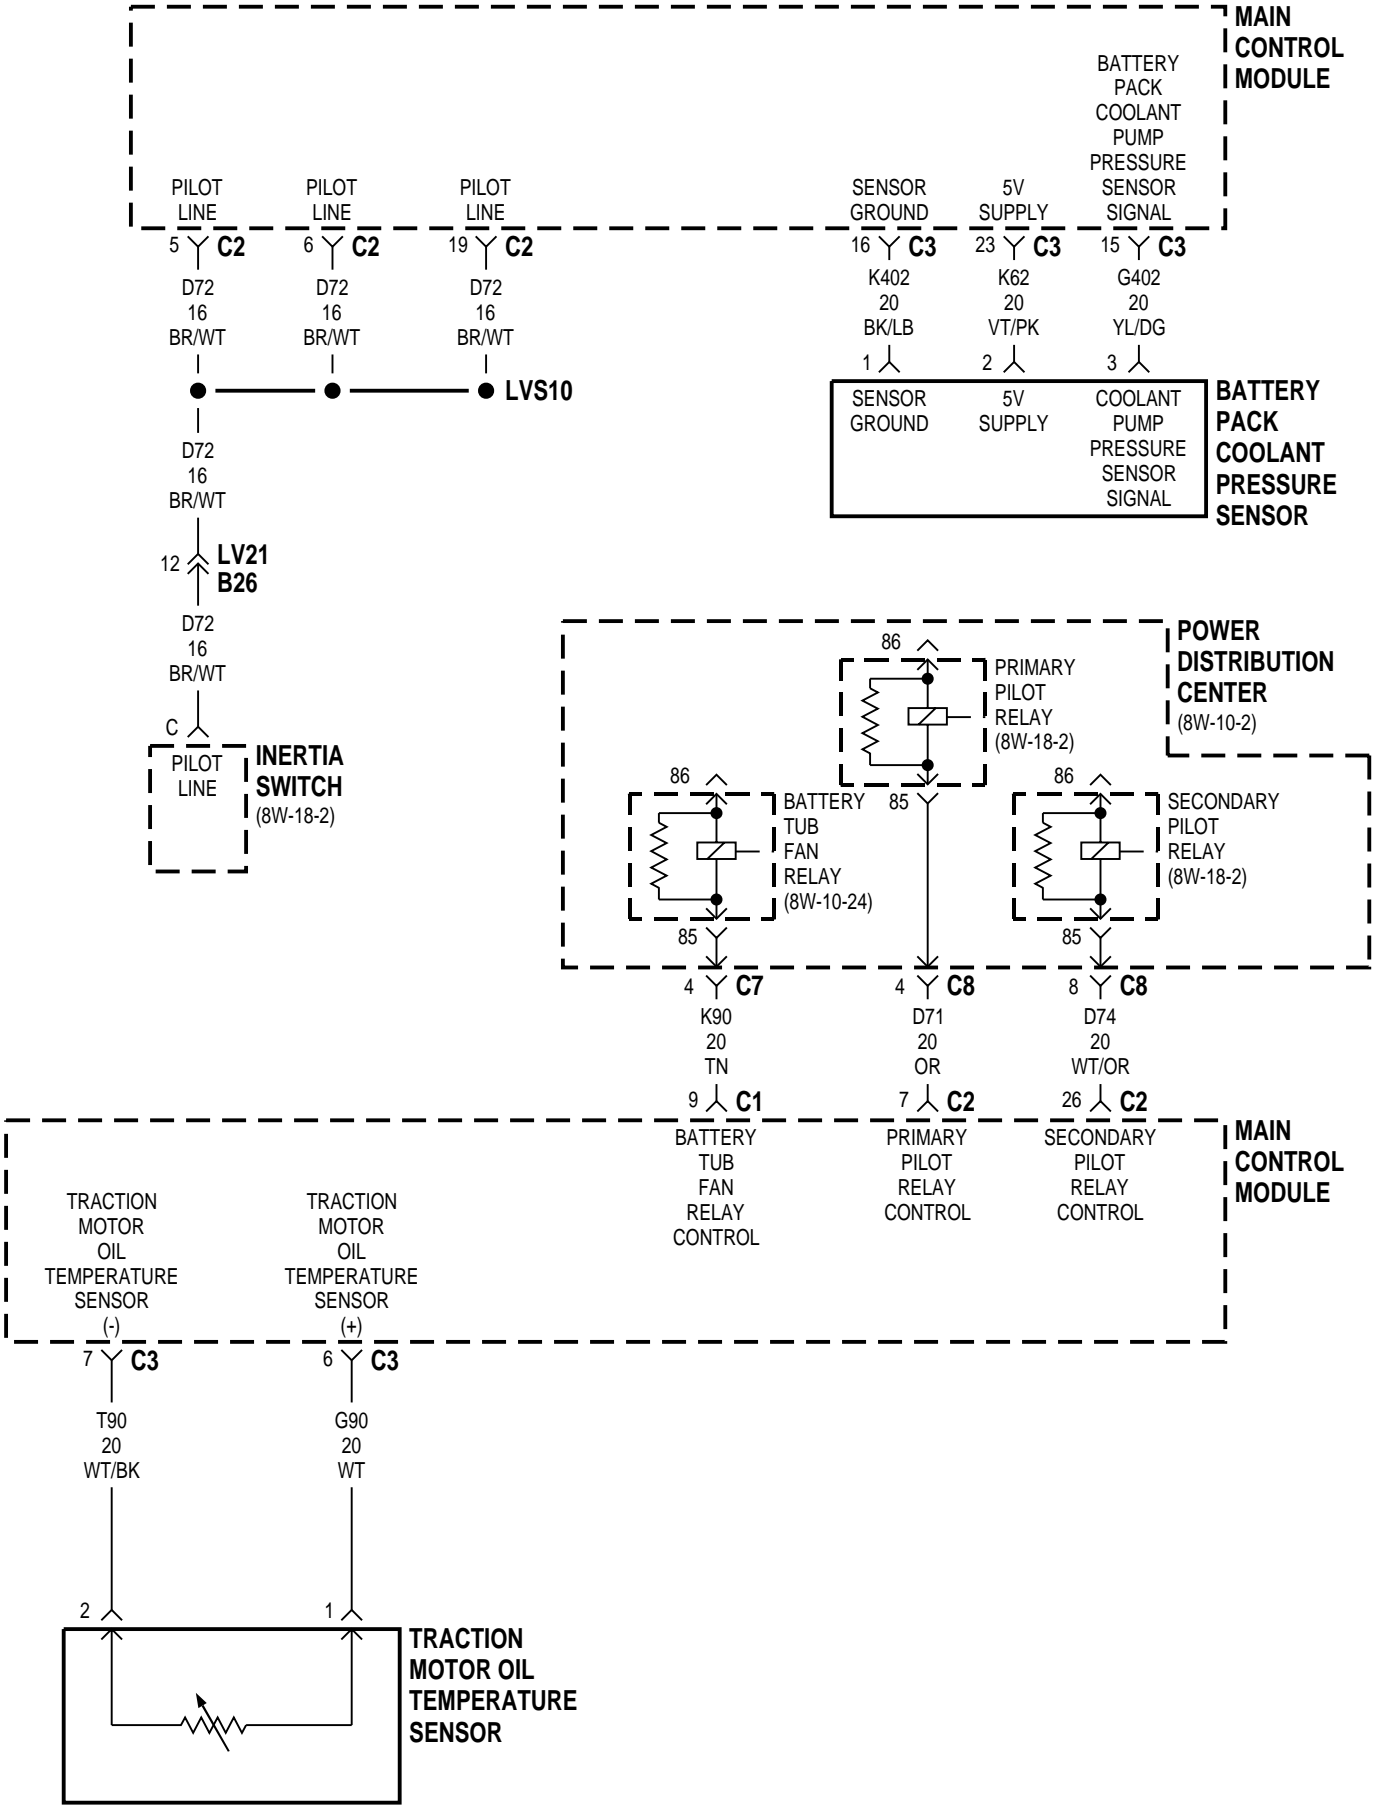 MAIN
CONTROL
MODULE
BATTERY
PACK
COOLANT
PUMP
PRESSURE
SENSOR
SIGNAL
PILOT
LINE
PILOT
LINE
PILOT
LINE
SENSOR
GROUND
5V
SUPPLY
5 C2
6 C2
19 C2
16 C3
23 C3
15 C3
D72
16
BR/WT
D72
16
BR/WT
D72
16
BR/WT
K402
20
BK/LB
K62
20
VT/PK
G402
20
YL/DG
1
2
3
LVS10
SENSOR
GROUND
5V
SUPPLY
COOLANT
PUMP
PRESSURE
SENSOR
SIGNAL
BATTERY
PACK
COOLANT
PRESSURE
SENSOR
D72
16
BR/WT
12
LV21
B26
D72
16
BR/WT
C
PILOT
LINE
INERTIA
SWITCH
(8W-18-2)
POWER
DISTRIBUTION
CENTER
(8W-10-2)
86
PRIMARY
PILOT
RELAY
(8W-18-2)
85
86
BATTERY
TUB
FAN
RELAY
(8W-10-24)
85
86
SECONDARY
PILOT
RELAY
(8W-18-2)
85
4 C7
4 C8
8 C8
K90
20
TN
D71
20
OR
D74
20
WT/OR
9 C1
7 C2
26 C2
MAIN
CONTROL
MODULE
BATTERY
TUB
FAN
RELAY
CONTROL
PRIMARY
PILOT
RELAY
CONTROL
SECONDARY
PILOT
RELAY
CONTROL
TRACTION
MOTOR
OIL
TEMPERATURE
SENSOR
(-)
TRACTION
MOTOR
OIL
TEMPERATURE
SENSOR
(+)
7 C3
6 C3
T90
20
WT/BK
G90
20
WT
2
1
TRACTION
MOTOR OIL
TEMPERATURE
SENSOR